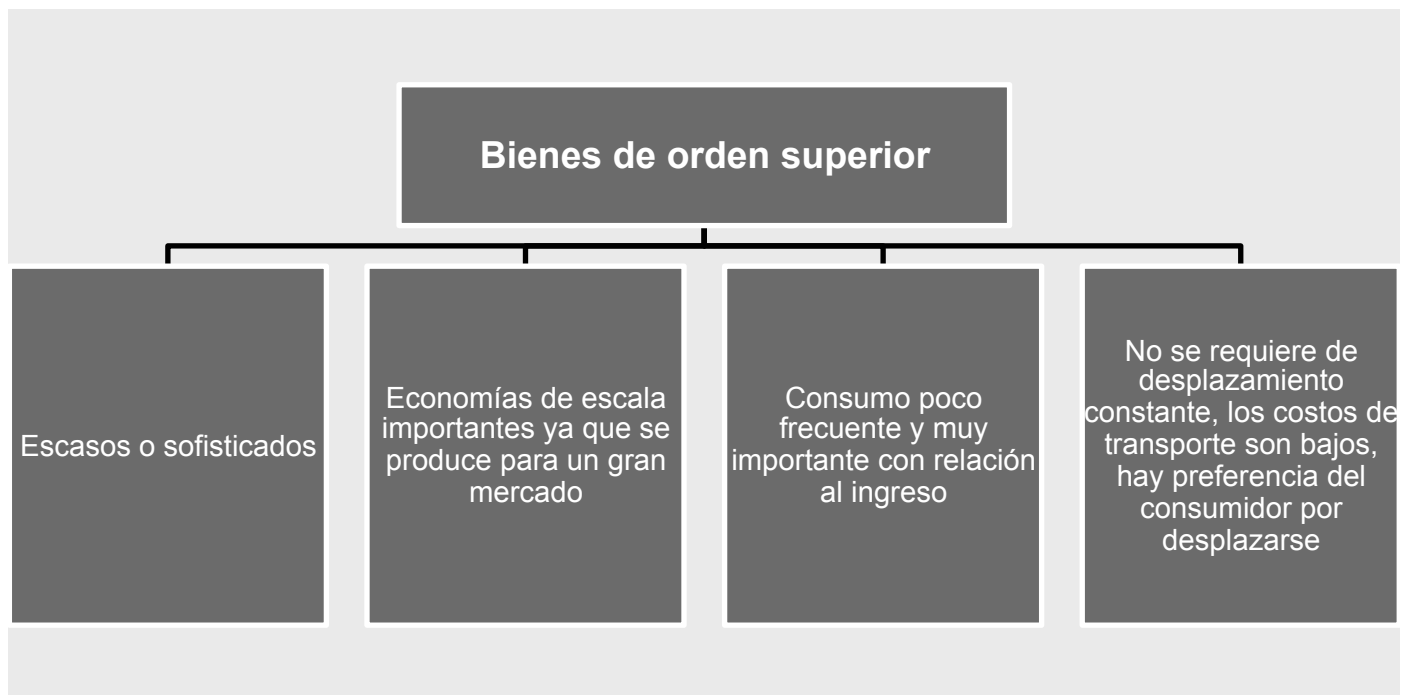 Bienes de orden superior
Escasos o sofisticados
Economías de escala
importantes ya que se
produce para un gran
mercado
Consumo poco
frecuente y muy
importante con relación
al ingreso
No se requiere de
desplazamiento
constante, los costos de
transporte son bajos,
hay preferencia del
consumidor por
desplazarse